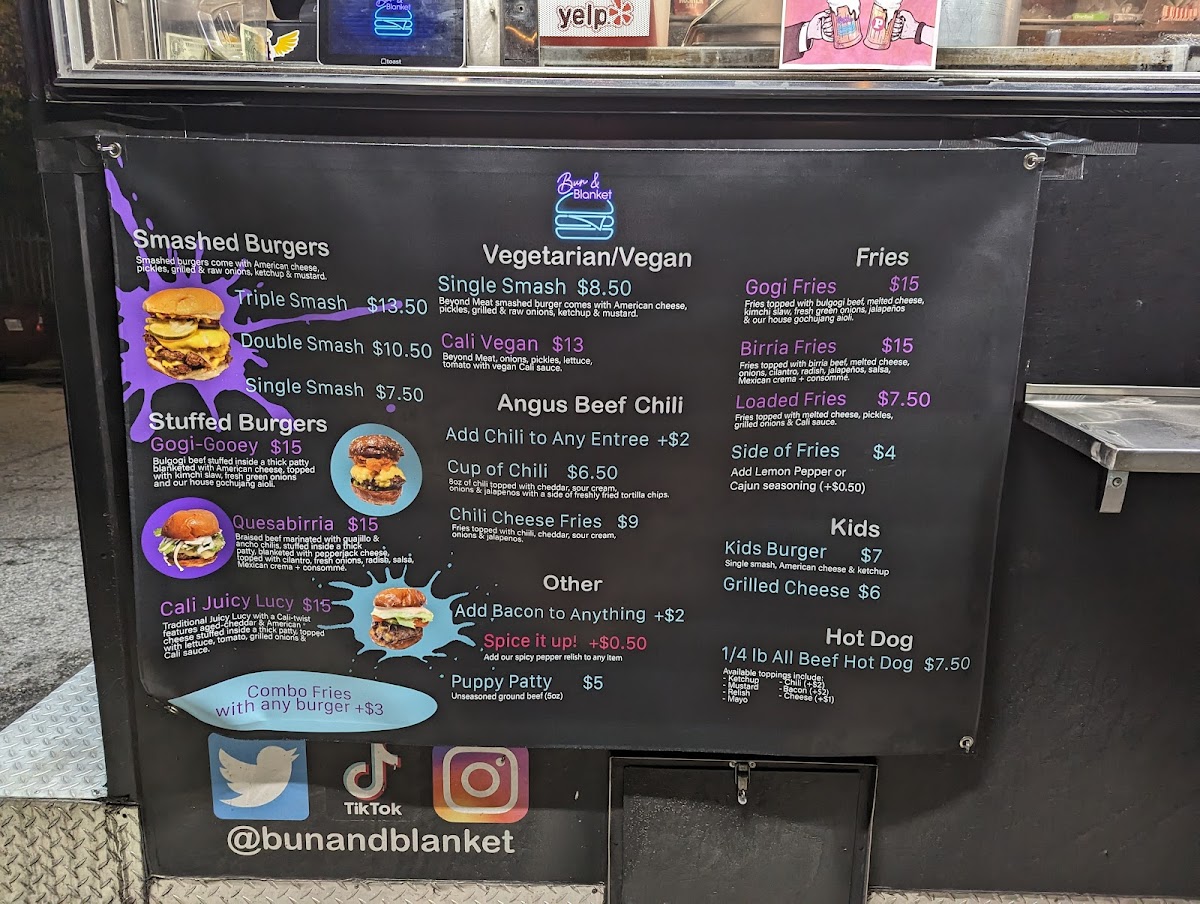 & Blanket
toast
yelp
Bun &
Blanket
Smashed Burgers
Smashed burgers come with American cheese,
pickles, grilled & raw onions, ketchup & mustard.
Triple Smash $13.50
Double Smash $10.50
Single Smash $7.50
Stuffed Burgers
Gogi-Gooey $15
Bulgogi beef stuffed inside a thick patty
blanketed with American cheese, topped
with kimchi slaw, fresh green onions
and our house gochujang aioli.
Quesabirria $15
Braised beef marinated with guajillo &
ancho chilis, stuffed inside a thick
patty, blanketed with pepperjack cheese,
topped with cilantro, fresh onions, radish, salsa,
Mexican crema + consommé.
Cali Juicy Lucy $15
Traditional Juicy Lucy with a Cali-twist
features aged-cheddar & American
cheese stuffed inside a thick patty, topped
with lettuce, tomato, grilled onions &
Cali sauce.
Combo Fries
with any burger +$3
Vegetarian/Vegan
Single Smash $8.50
Beyond Meat smashed burger comes with American cheese,
pickles, grilled & raw onions, ketchup & mustard.
Cali Vegan $13
Beyond Meat, onions, pickles, lettuce,
tomato with vegan Cali sauce.
Angus Beef Chili
Add Chili to Any Entree +$2
Cup of Chili $6.50
8oz of chili topped with cheddar, sour cream,
onions & jalapenos with a side of freshly fried tortilla chips.
Chili Cheese Fries $9
Fries topped with chili, cheddar, sour cream,
onions & jalapenos.
Other
Add Bacon to Anything +$2
Spice it up! +$0.50
Add our spicy pepper relish to any item
Puppy Patty $5
Unseasoned ground beef (5oz)
Fries
Gogi Fries $15
Fries topped with bulgogi beef, melted cheese,
kimchi slaw, fresh green onions, jalapeños
& our house gochujang aioli.
Birria Fries $15
Fries topped with birria beef, melted cheese,
onions, cilantro, radish, jalapeños, salsa,
Mexican crema + consommé.
Loaded Fries $7.50
Fries topped with melted cheese, pickles,
grilled onions & Cali sauce.
Side of Fries $4
Add Lemon Pepper or
Cajun seasoning (+$0.50)
Kids
Kids Burger $7
Single smash, American cheese & ketchup
Grilled Cheese $6
Hot Dog
1/4 lb All Beef Hot Dog $7.50
Available toppings include:
- Ketchup - Chili (+$2)
- Mustard - Bacon (+$2)
- Relish - Cheese (+$1)
- Mayo
TikTok
@bunandblanket